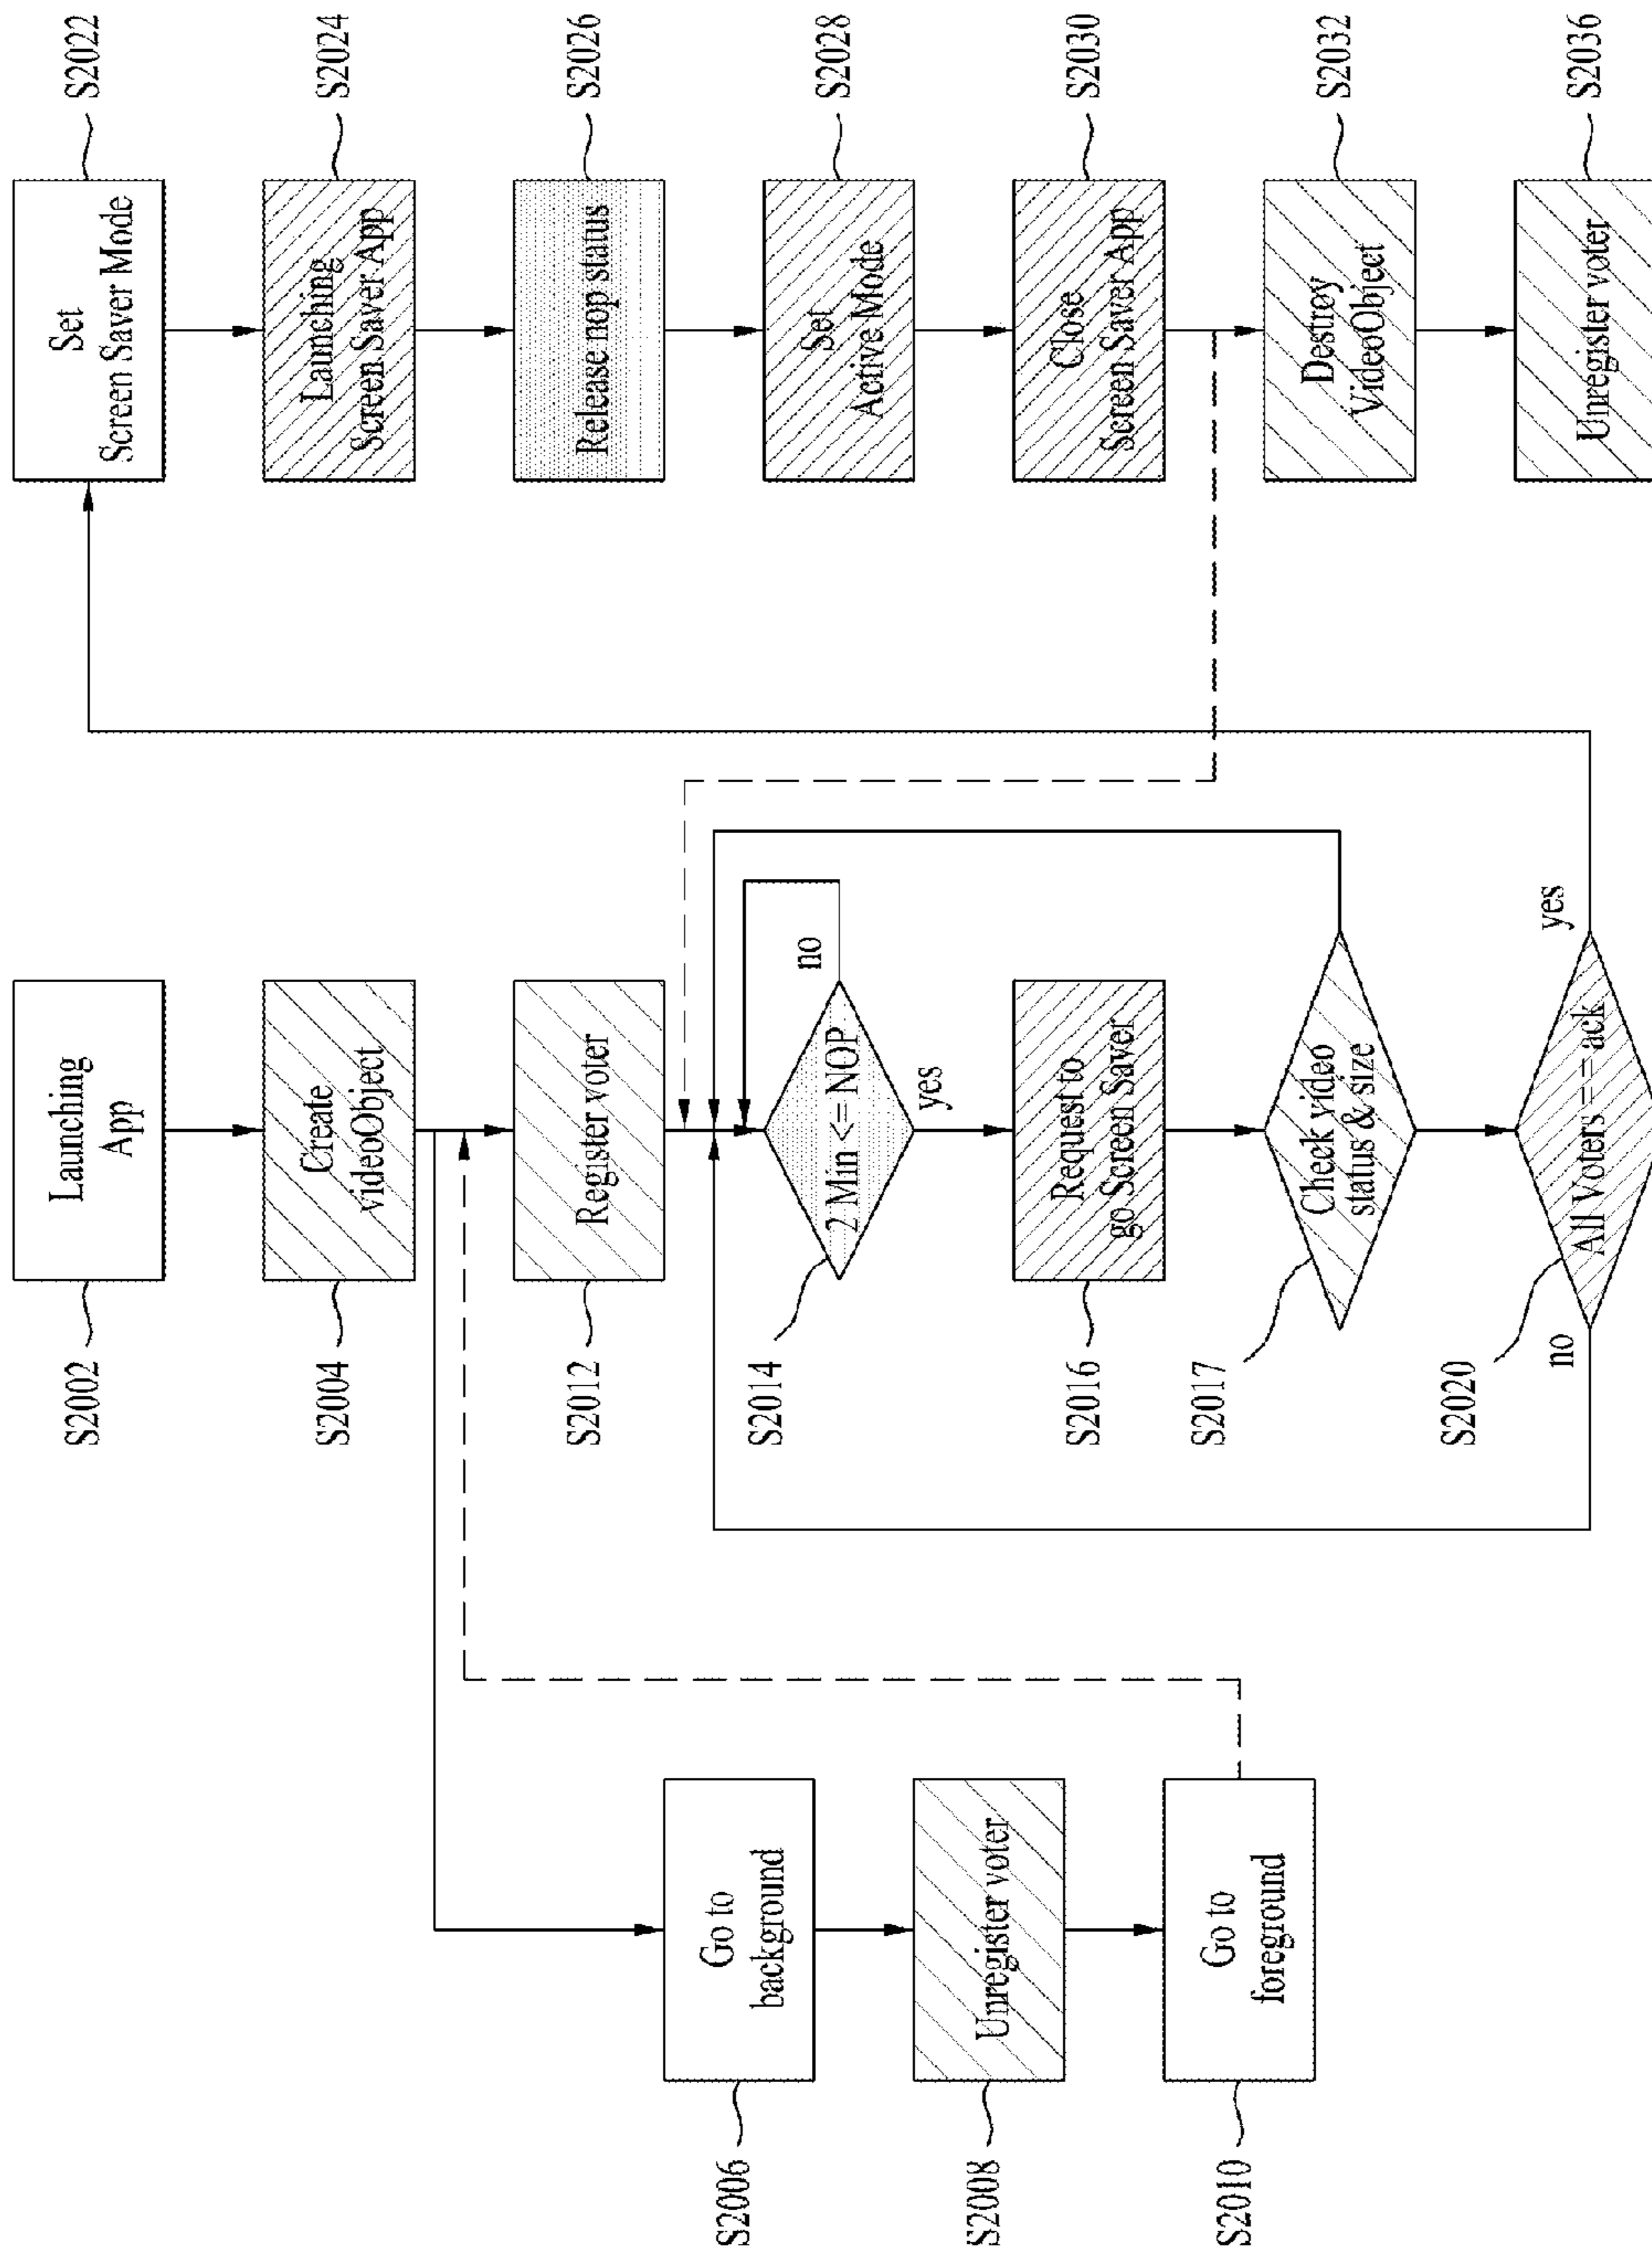 S2002
Launching
App
S2004
Create
videoObject
S2006
Go to
background
S2008
Unregister voter
S2010
Go to
foreground
S2012
Register voter
S2014
2 Min <= NOP
no
yes
S2016
Request to
go Screen Saver
S2017
Check video
status & size
S2020
All Voters == ack
no
yes
Set
Screen Saver Mode
S2022
Launching
Screen Saver App
S2024
Release nop status
S2026
Set
Active Mode
S2028
Close
Screen Saver App
S2030
Destroy
VideoObject
S2032
Unregister voter
S2036